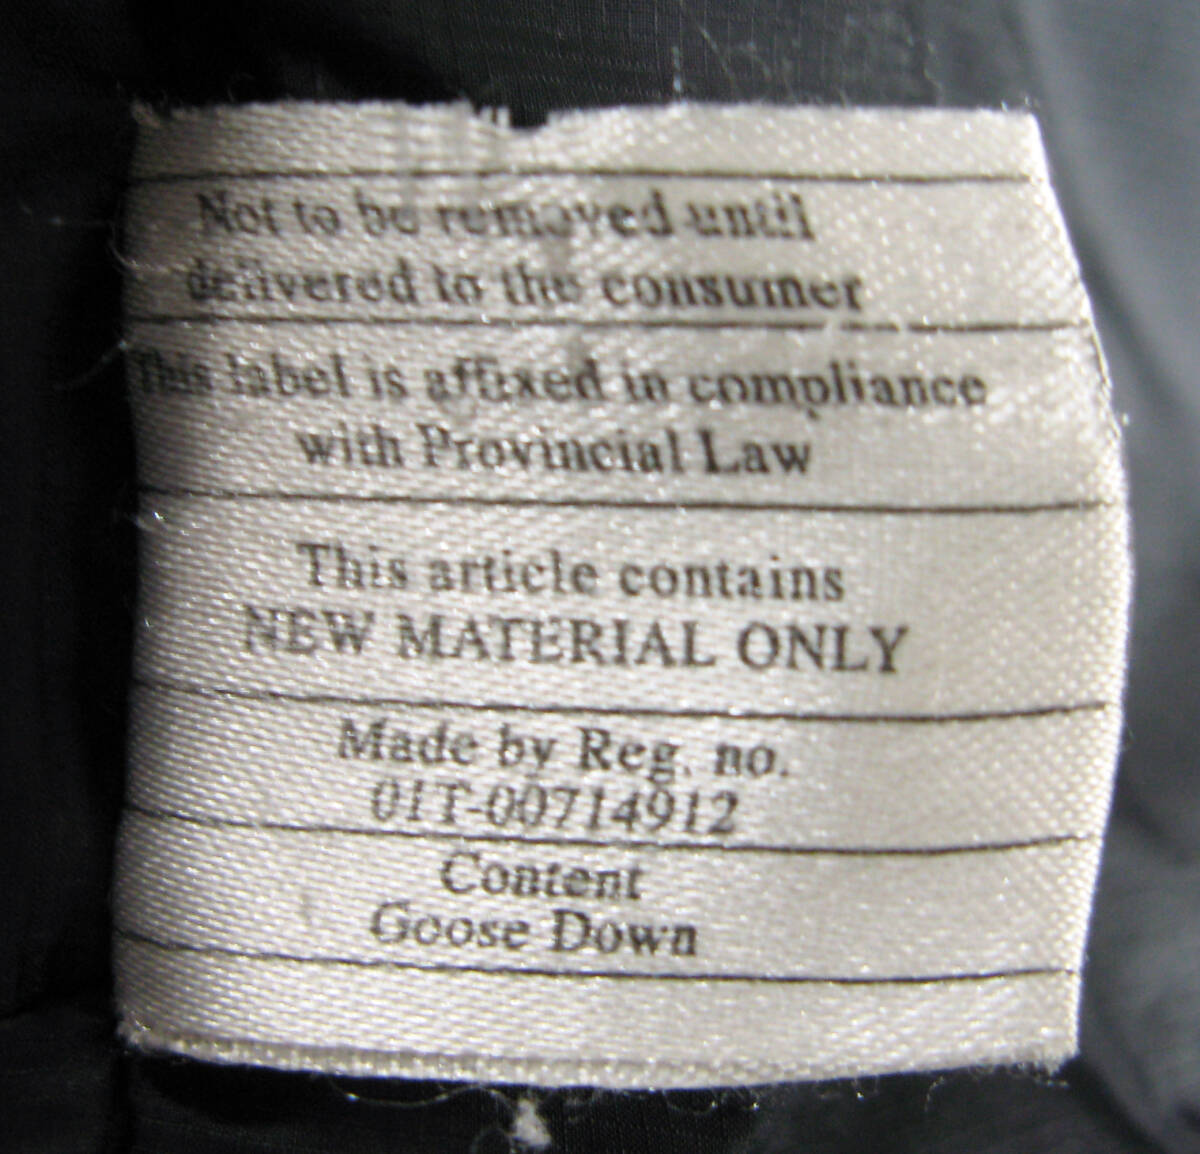 Not to be removed until
delivered to the consumer
This label is affixed in compliance
with Provincial Law
This article contains
NEW MATERIAL ONLY
Made by Reg. no.
01T-00714912
Content
Goose Down